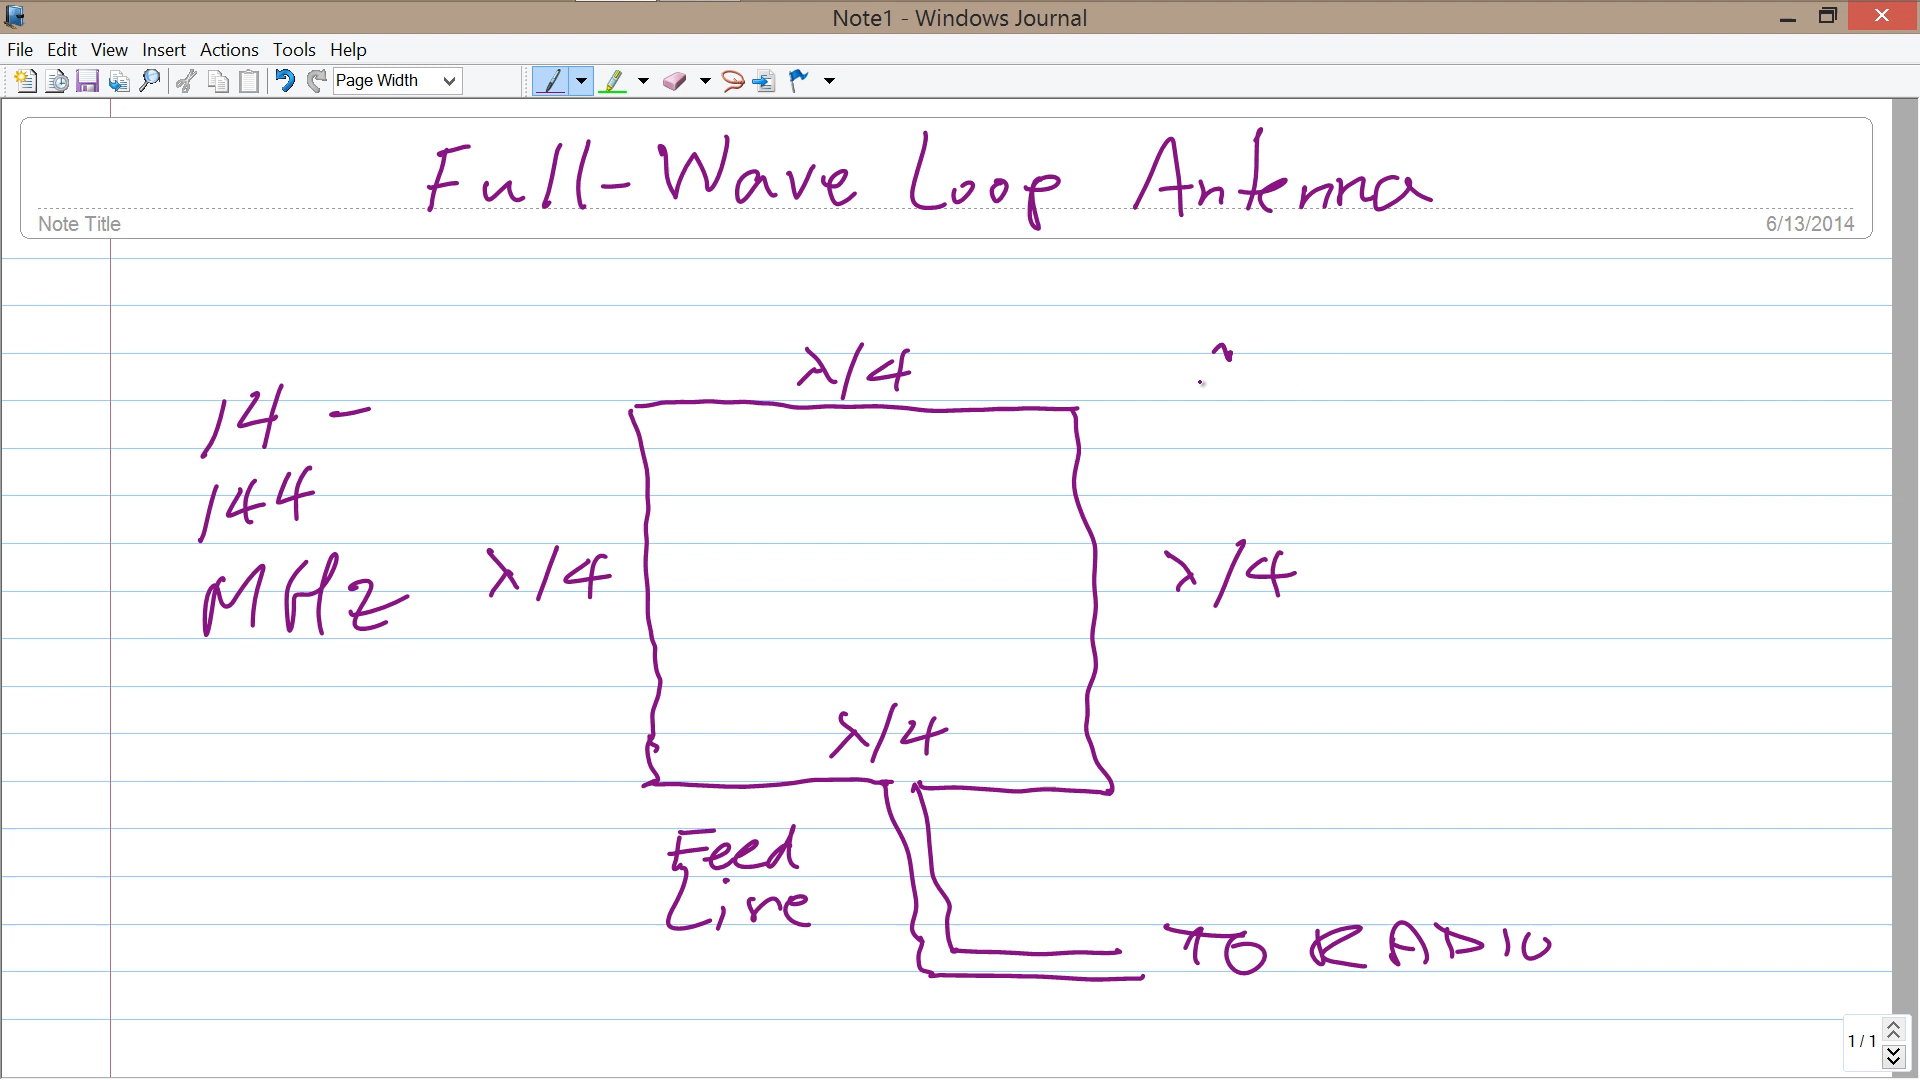 Note1 - Windows Journal
File Edit View Insert Actions Tools Help
Page Width
Full-Wave Loop Antenna
Note Title 6/13/2014
λ/4
14 -
144
MHz
λ/4
λ/4
λ/4
Feed
Line
TO RADIO
1 / 1